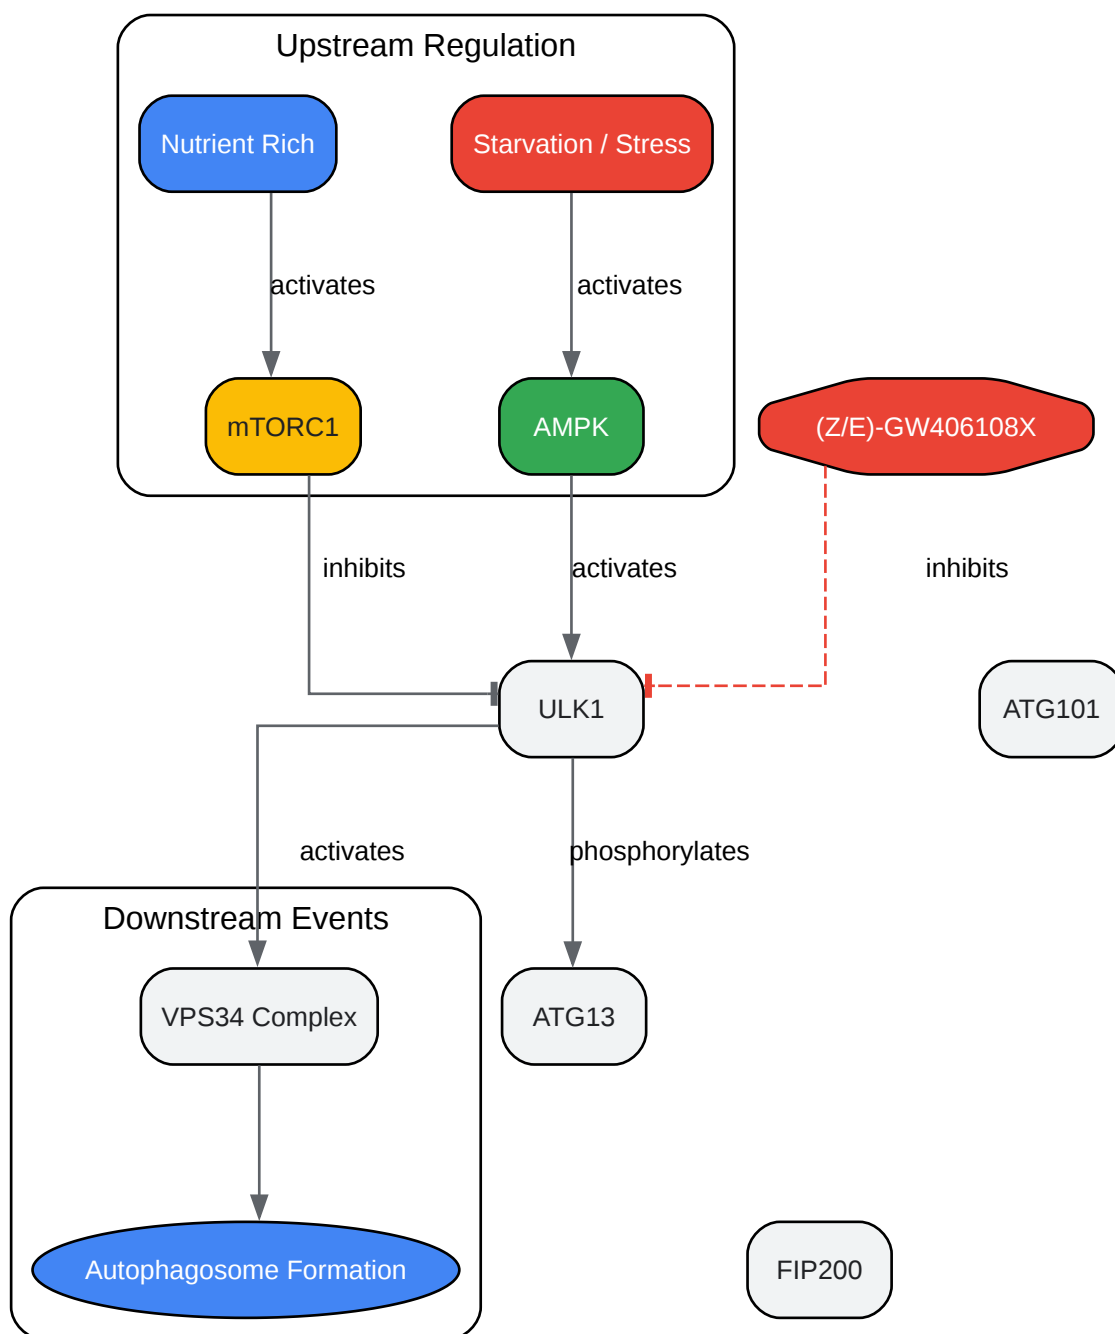 Upstream Regulation
Nutrient Rich
Starvation / Stress
activates
activates
mTORC1
AMPK
(Z/E)-GW406108X
inhibits
activates
inhibits
ULK1
ATG101
activates
phosphorylates
Downstream Events
VPS34 Complex
ATG13
Autophagosome Formation
FIP200